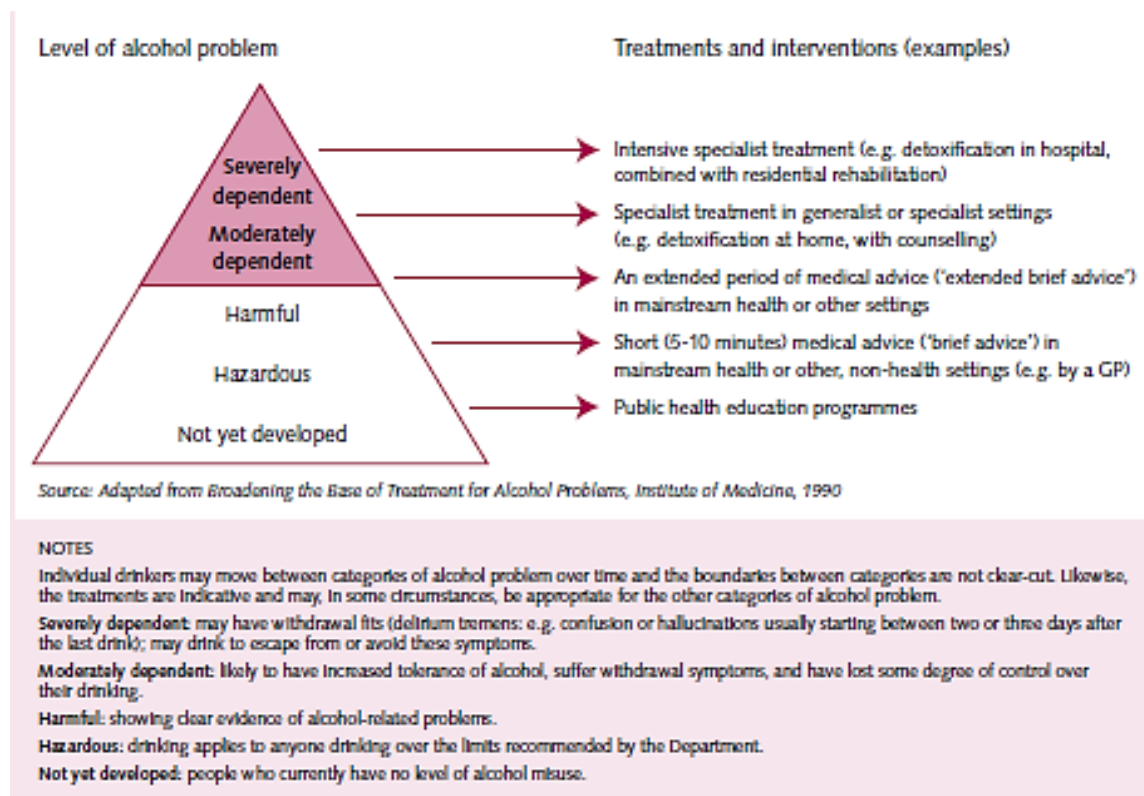 Level of alcohol problem
Treatments and interventions (examples)
Severely
dependent
Moderately
dependent
Harmful
Hazardous
Not yet developed
Intensive specialist treatment (e.g. detoxification in hospital,
combined with residential rehabilitation)
Specialist treatment in generalist or specialist settings
(e.g. detoxification at home, with counselling)
An extended period of medical advice ('extended brief advice')
in mainstream health or other settings
Short (5-10 minutes) medical advice ('brief advice') in
mainstream health or other, non-health settings (e.g. by a GP)
Public health education programmes
Source: Adapted from Broadening the Base of Treatment for Alcohol Problems, Institute of Medicine, 1990
NOTES
Individual drinkers may move between categories of alcohol problem over time and the boundaries between categories are not clear-cut. Likewise,
the treatments are indicative and may, in some circumstances, be appropriate for the other categories of alcohol problem.
Severely dependent: may have withdrawal fits (delirium tremens: e.g. confusion or hallucinations usually starting between two or three days after
the last drink); may drink to escape from or avoid these symptoms.
Moderately dependent: likely to have increased tolerance of alcohol, suffer withdrawal symptoms, and have lost some degree of control over
their drinking.
Harmful: showing clear evidence of alcohol-related problems.
Hazardous: drinking applies to anyone drinking over the limits recommended by the Department.
Not yet developed: people who currently have no level of alcohol misuse.